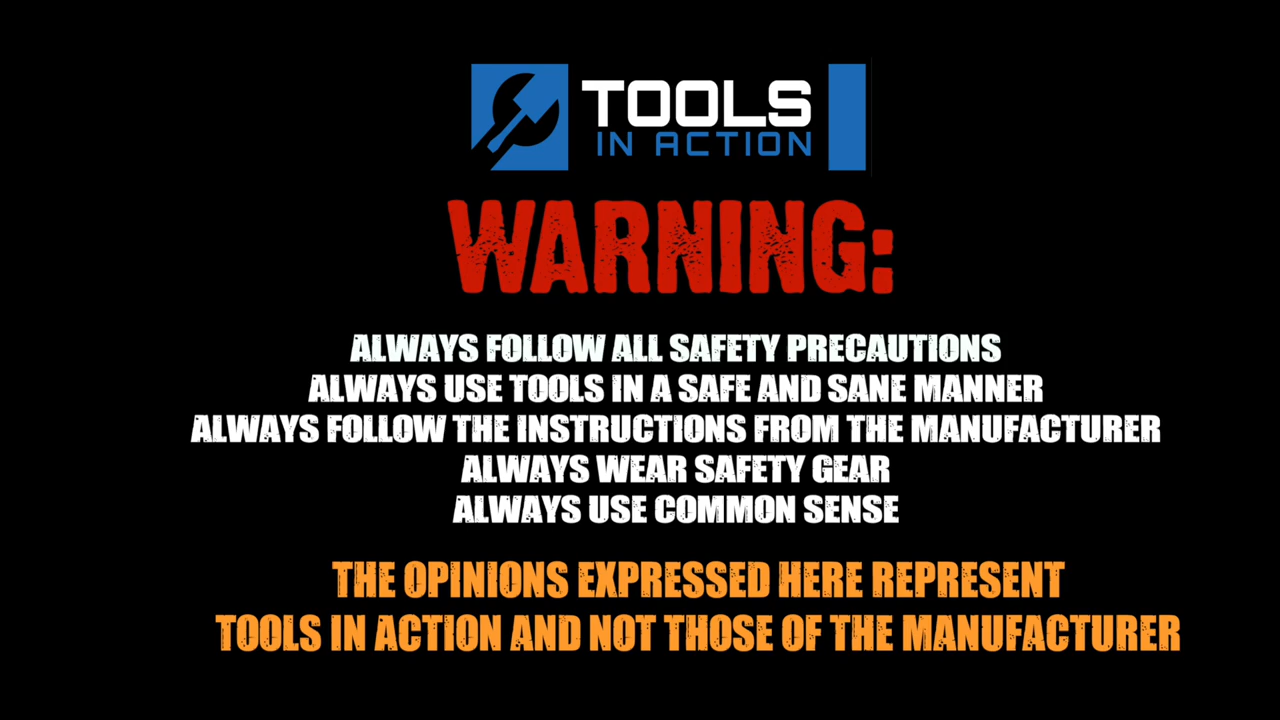 TOOLS
IN ACTION
WARNING:
ALWAYS FOLLOW ALL SAFETY PRECAUTIONS
ALWAYS USE TOOLS IN A SAFE AND SANE MANNER
ALWAYS FOLLOW THE INSTRUCTIONS FROM THE MANUFACTURER
ALWAYS WEAR SAFETY GEAR
ALWAYS USE COMMON SENSE
THE OPINIONS EXPRESSED HERE REPRESENT
TOOLS IN ACTION AND NOT THOSE OF THE MANUFACTURER